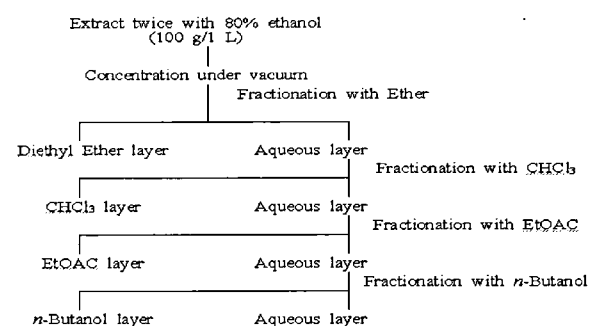 Extract twice with 80% ethanol
(100 g/1 L)
Concentration under vacuum
Fractionation with Ether
Diethyl Ether layer
Aqueous layer
Fractionation with CHCl₃
CHCl₃ layer
Aqueous layer
Fractionation with EtOAC
EtOAC layer
Aqueous layer
Fractionation with n-Butanol
n-Butanol layer
Aqueous layer